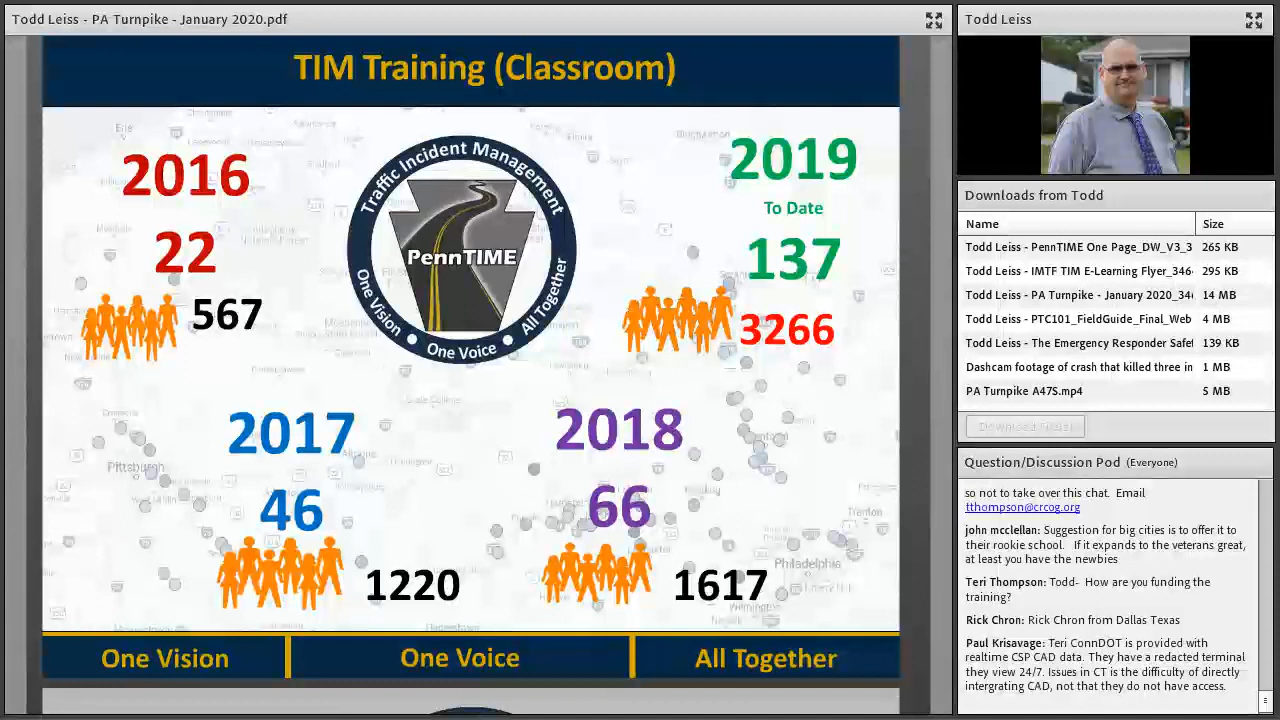 Todd Leiss - PA Turnpike - January 2020.pdf
TIM Training (Classroom)
2016
22
567
Traffic Incident Management
PennTIME
One Vision • One Voice • All Together
2019
To Date
137
3266
2017
46
1220
2018
66
1617
Pittsburgh
Philadelphia
Trenton
Wilmington
Erie
One Vision
One Voice
All Together
Todd Leiss
Downloads from Todd
Name Size
Todd Leiss - PennTIME One Page_DW_V3_3 265 KB
Todd Leiss - IMTF TIM E-Learning Flyer_346 295 KB
Todd Leiss - PA Turnpike - January 2020_34 14 MB
Todd Leiss - PTC101_FieldGuide_Final_Web 4 MB
Todd Leiss - The Emergency Responder Safe 139 KB
Dashcam footage of crash that killed three in 1 MB
PA Turnpike A47S.mp4 5 MB
Download File(s)
Question/Discussion Pod (Everyone)
so not to take over this chat. Email
tthompson@crcog.org
john mcclellan: Suggestion for big cities is to offer it to
their rookie school. If it expands to the veterans great,
at least you have the newbies
Teri Thompson: Todd- How are you funding the
training?
Rick Chron: Rick Chron from Dallas Texas
Paul Krisavage: Teri ConnDOT is provided with
realtime CSP CAD data. They have a redacted terminal
they view 24/7. Issues in CT is the difficulty of directly
intergrating CAD, not that they do not have access.